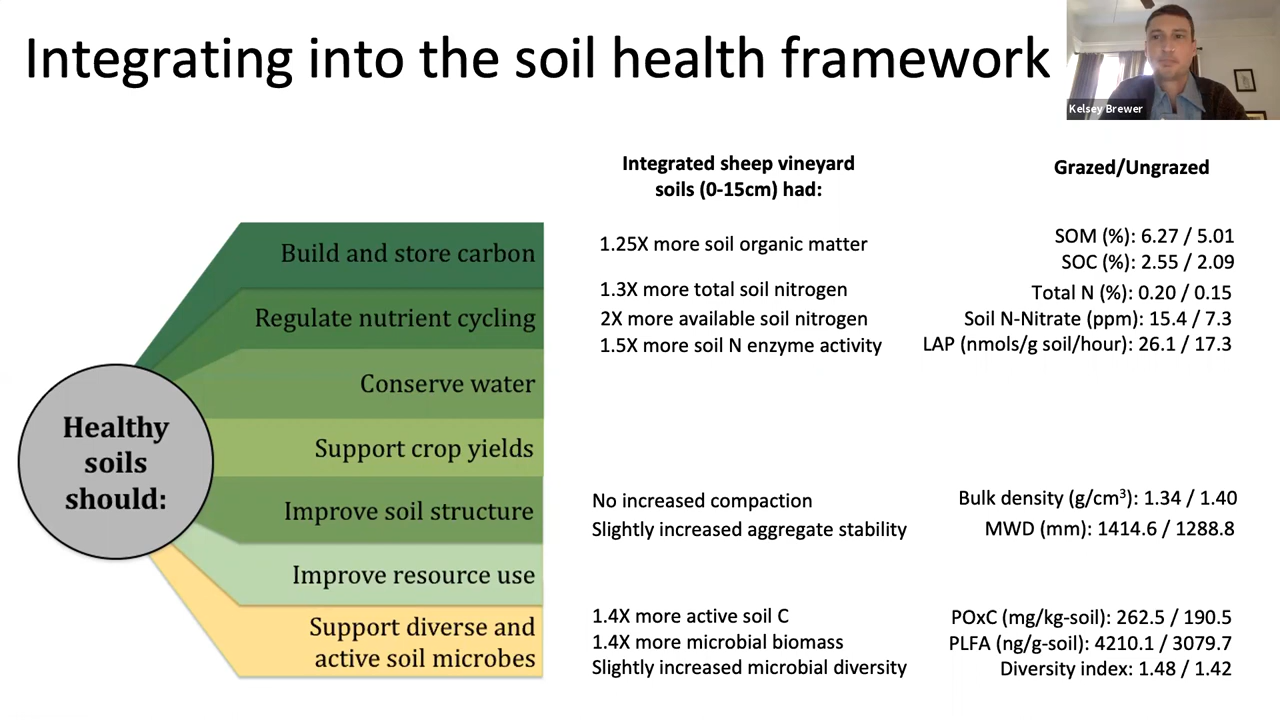 Integrating into the soil health framework
Kelsey Brewer
Integrated sheep vineyard
soils (0-15cm) had:
Grazed/Ungrazed
Healthy
soils
should:
Build and store carbon
1.25X more soil organic matter
SOM (%): 6.27 / 5.01
SOC (%): 2.55 / 2.09
Regulate nutrient cycling
1.3X more total soil nitrogen
Total N (%): 0.20 / 0.15
2X more available soil nitrogen
Soil N-Nitrate (ppm): 15.4 / 7.3
1.5X more soil N enzyme activity
LAP (nmols/g soil/hour): 26.1 / 17.3
Conserve water
Support crop yields
Improve soil structure
No increased compaction
Bulk density (g/cm³): 1.34 / 1.40
Slightly increased aggregate stability
MWD (mm): 1414.6 / 1288.8
Improve resource use
Support diverse and
active soil microbes
1.4X more active soil C
POxC (mg/kg-soil): 262.5 / 190.5
1.4X more microbial biomass
PLFA (ng/g-soil): 4210.1 / 3079.7
Slightly increased microbial diversity
Diversity index: 1.48 / 1.42